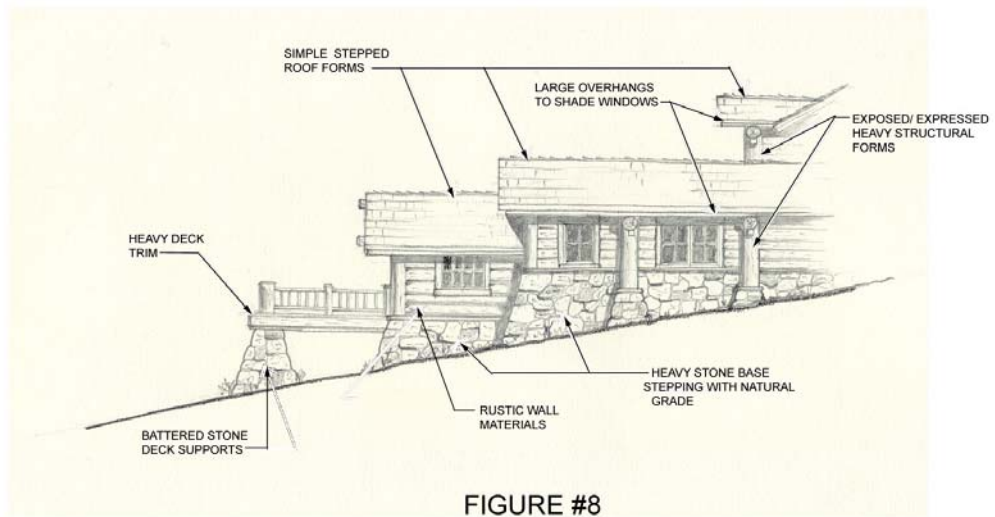 SIMPLE STEPPED
ROOF FORMS
LARGE OVERHANGS
TO SHADE WINDOWS
EXPOSED/ EXPRESSED
HEAVY STRUCTURAL
FORMS
HEAVY DECK
TRIM
HEAVY STONE BASE
STEPPING WITH NATURAL
GRADE
RUSTIC WALL
MATERIALS
BATTERED STONE
DECK SUPPORTS
FIGURE #8